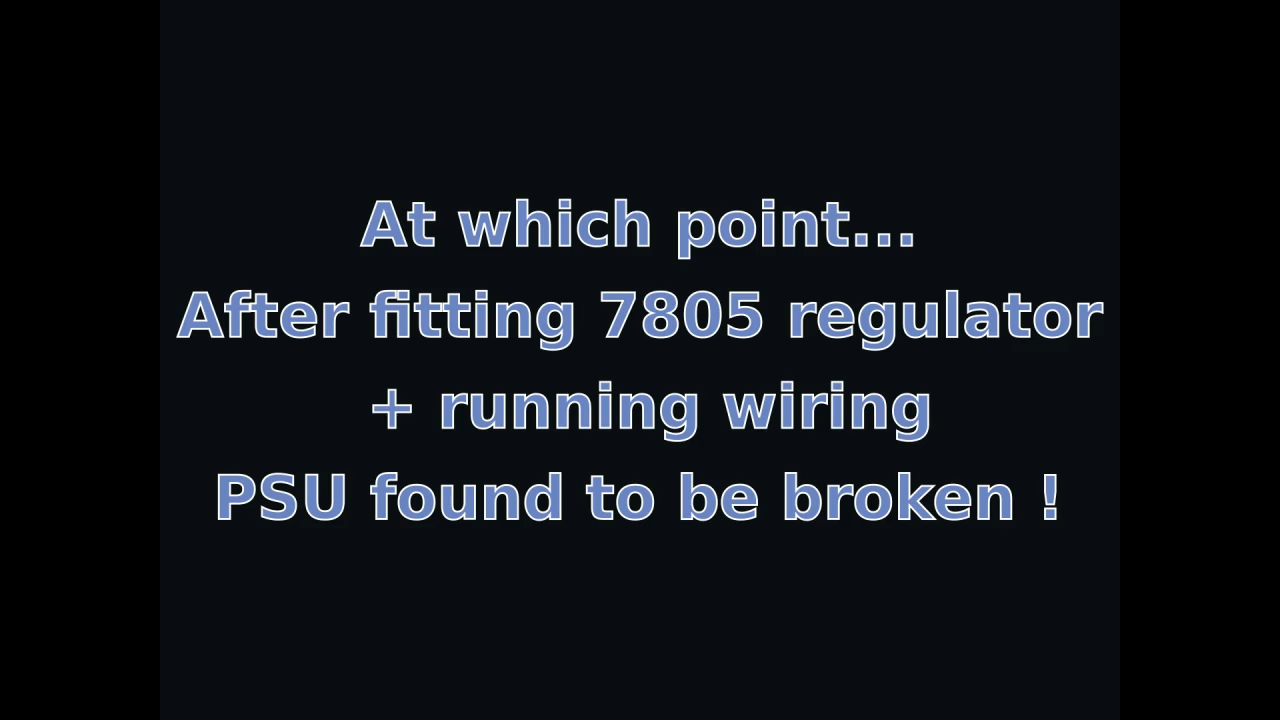 At which point...
After fitting 7805 regulator
+ running wiring
PSU found to be broken !